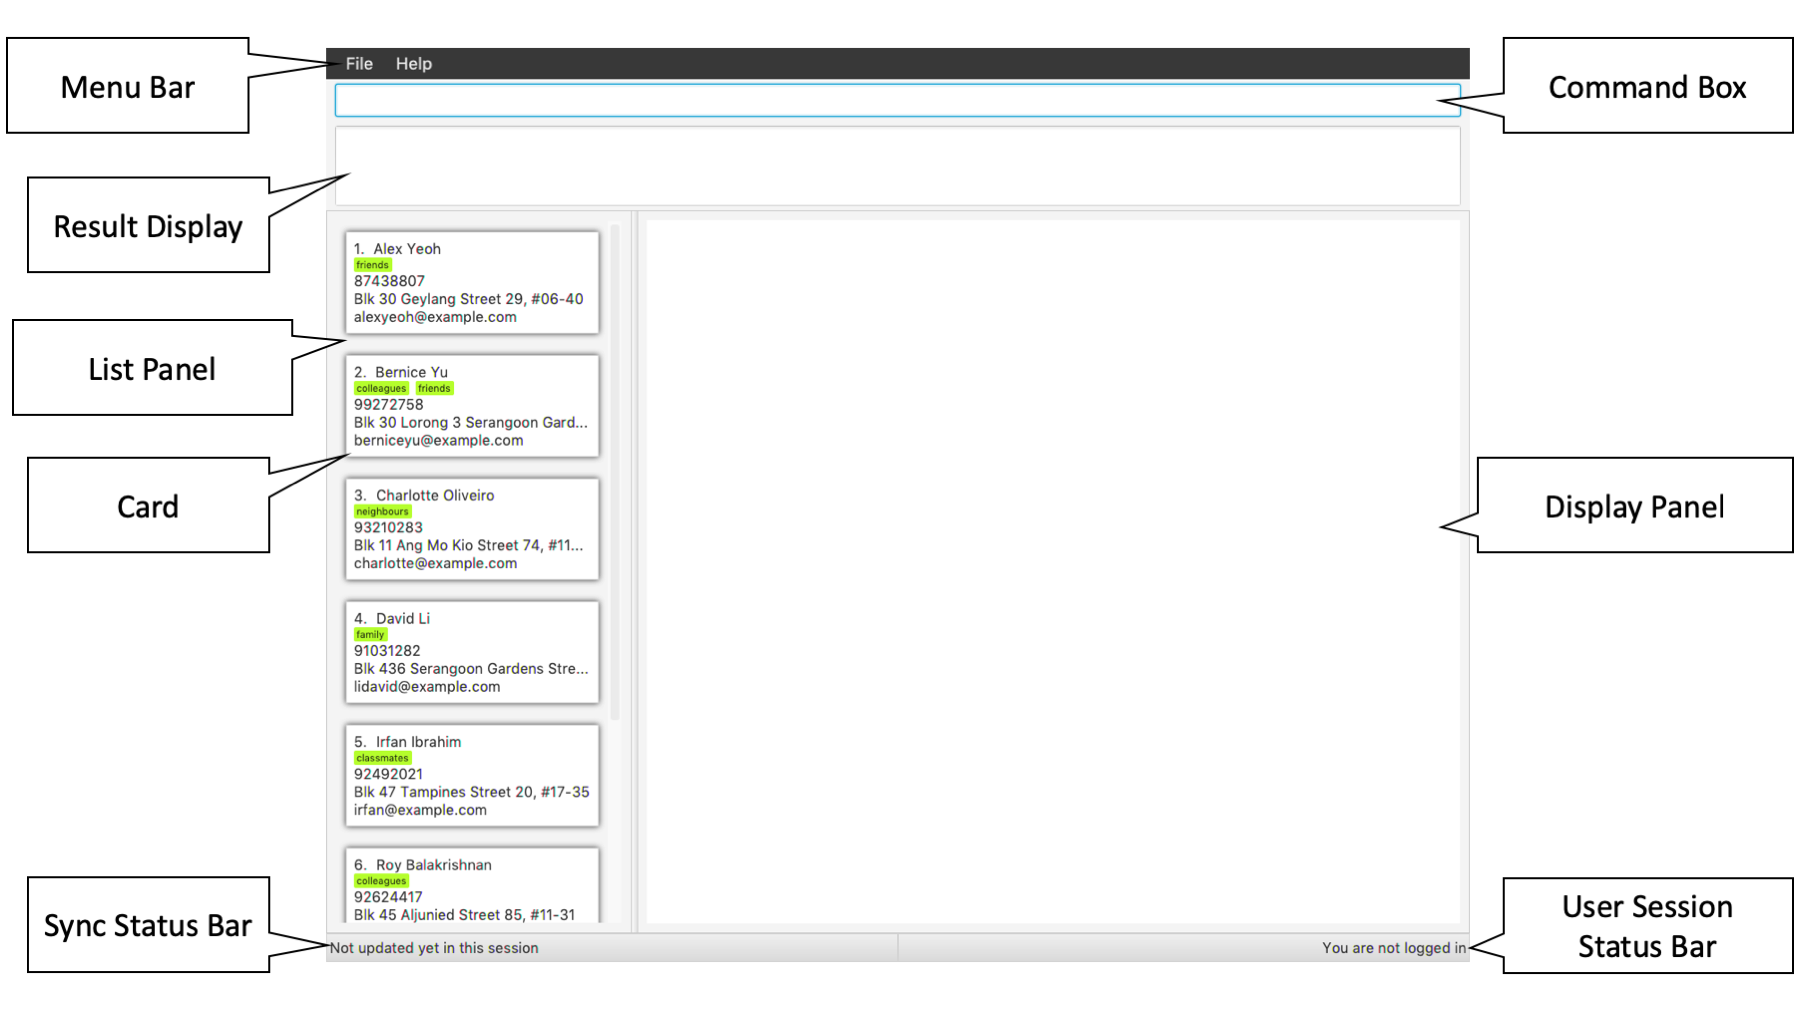 Menu Bar
File Help
Command Box
Result Display
1. Alex Yeoh
friends
87438807
Blk 30 Geylang Street 29, #06-40
alexyeoh@example.com
List Panel
2. Bernice Yu
colleagues friends
99272758
Blk 30 Lorong 3 Serangoon Gard...
berniceyu@example.com
Card
3. Charlotte Oliveiro
neighbours
93210283
Blk 11 Ang Mo Kio Street 74, #11...
charlotte@example.com
Display Panel
4. David Li
family
91031282
Blk 436 Serangoon Gardens Stre...
lidavid@example.com
5. Irfan Ibrahim
classmates
92492021
Blk 47 Tampines Street 20, #17-35
irfan@example.com
6. Roy Balakrishnan
colleagues
92624417
Blk 45 Aljunied Street 85, #11-31
Sync Status Bar
Not updated yet in this session
You are not logged in
User Session
Status Bar